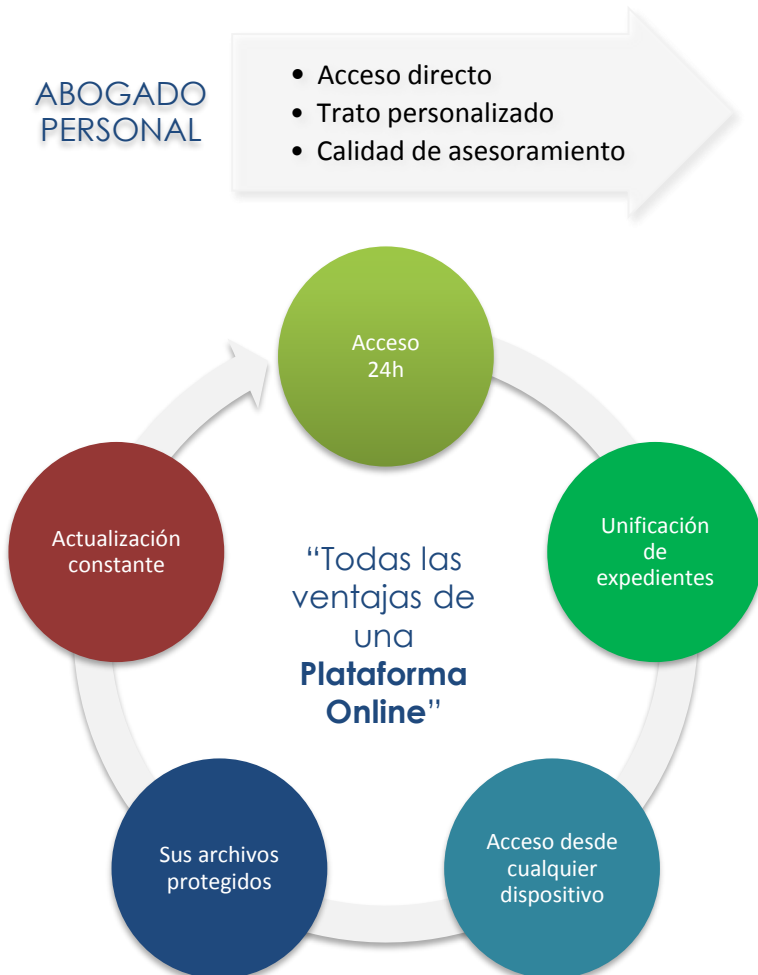 ABOGADO
PERSONAL
• Acceso directo
• Trato personalizado
• Calidad de asesoramiento
Acceso
24h
Unificación
de
expedientes
Acceso desde
cualquier
dispositivo
Sus archivos
protegidos
Actualización
constante
“Todas las
ventajas de
una
Plataforma
Online”